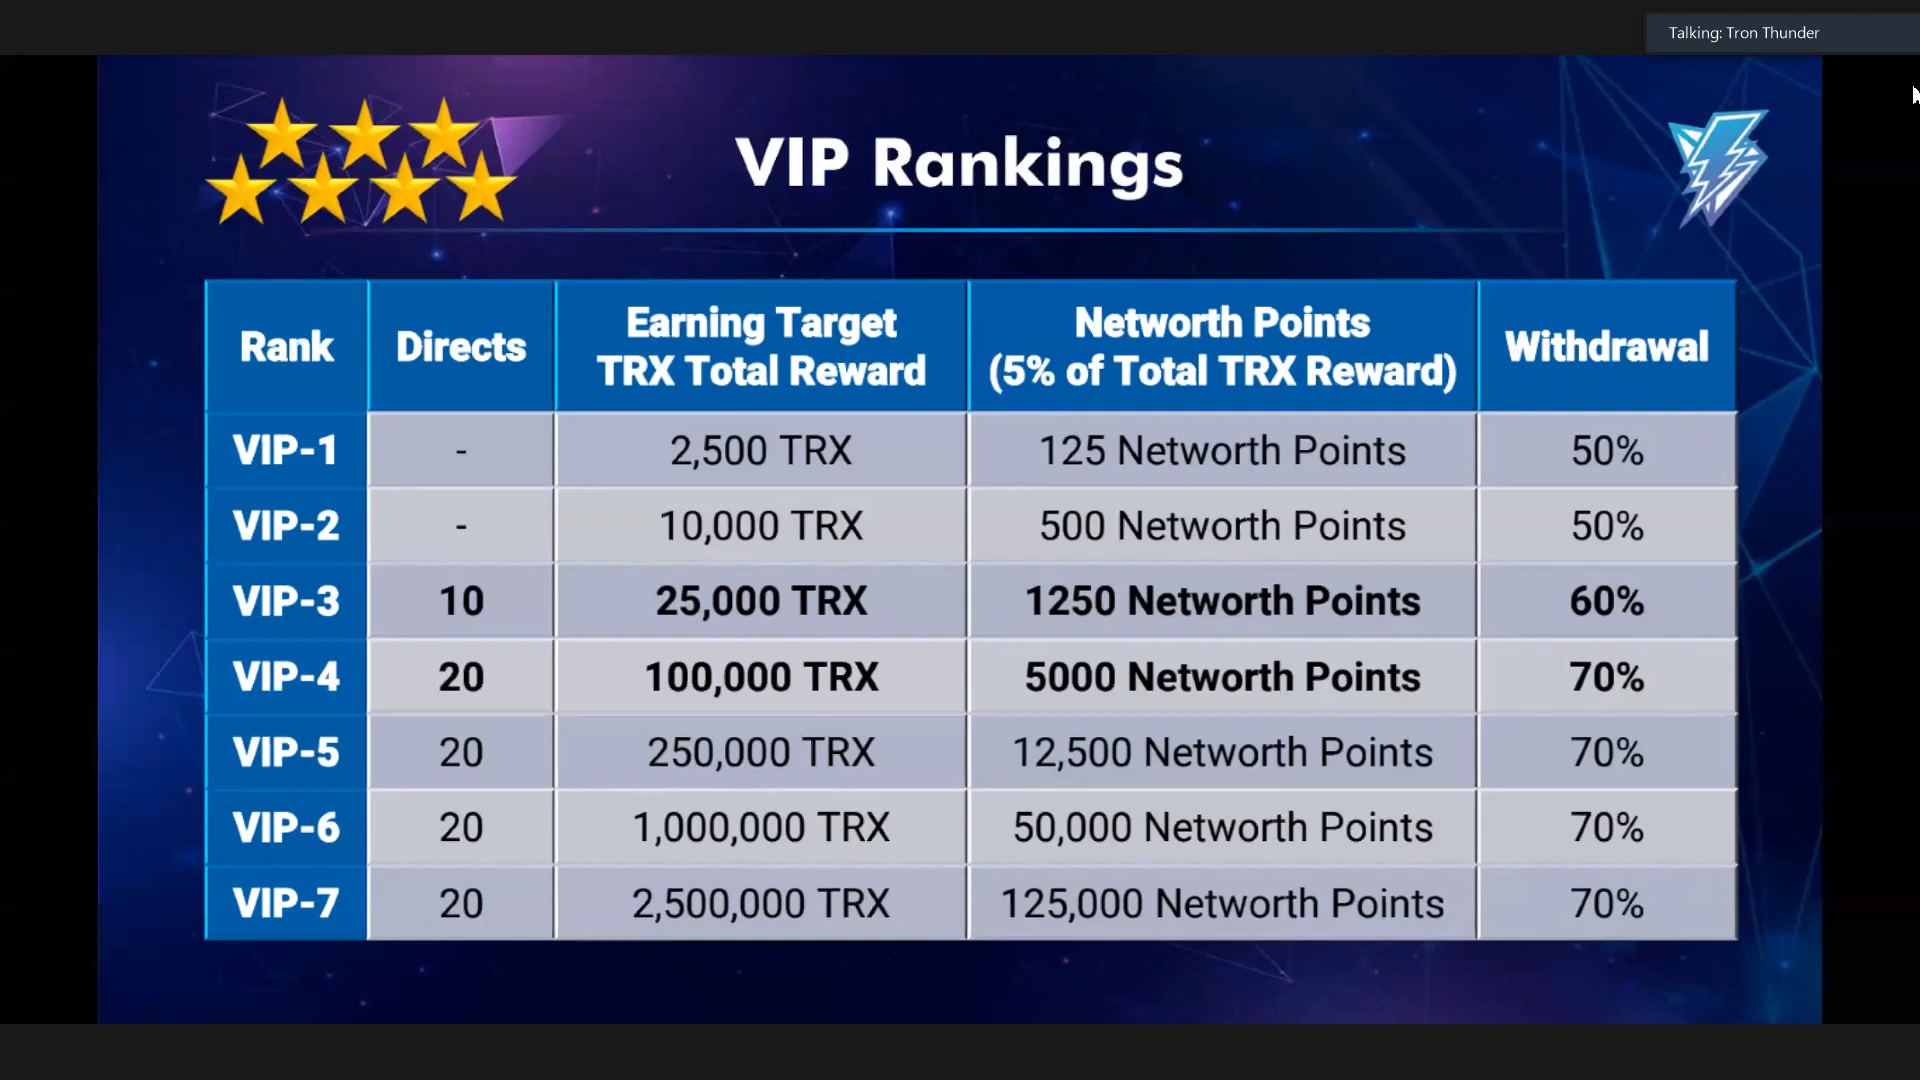 Talking: Tron Thunder
VIP Rankings
Rank Directs Earning Target TRX Total Reward Networth Points (5% of Total TRX Reward) Withdrawal
VIP-1 - 2,500 TRX 125 Networth Points 50%
VIP-2 - 10,000 TRX 500 Networth Points 50%
VIP-3 10 25,000 TRX 1250 Networth Points 60%
VIP-4 20 100,000 TRX 5000 Networth Points 70%
VIP-5 20 250,000 TRX 12,500 Networth Points 70%
VIP-6 20 1,000,000 TRX 50,000 Networth Points 70%
VIP-7 20 2,500,000 TRX 125,000 Networth Points 70%